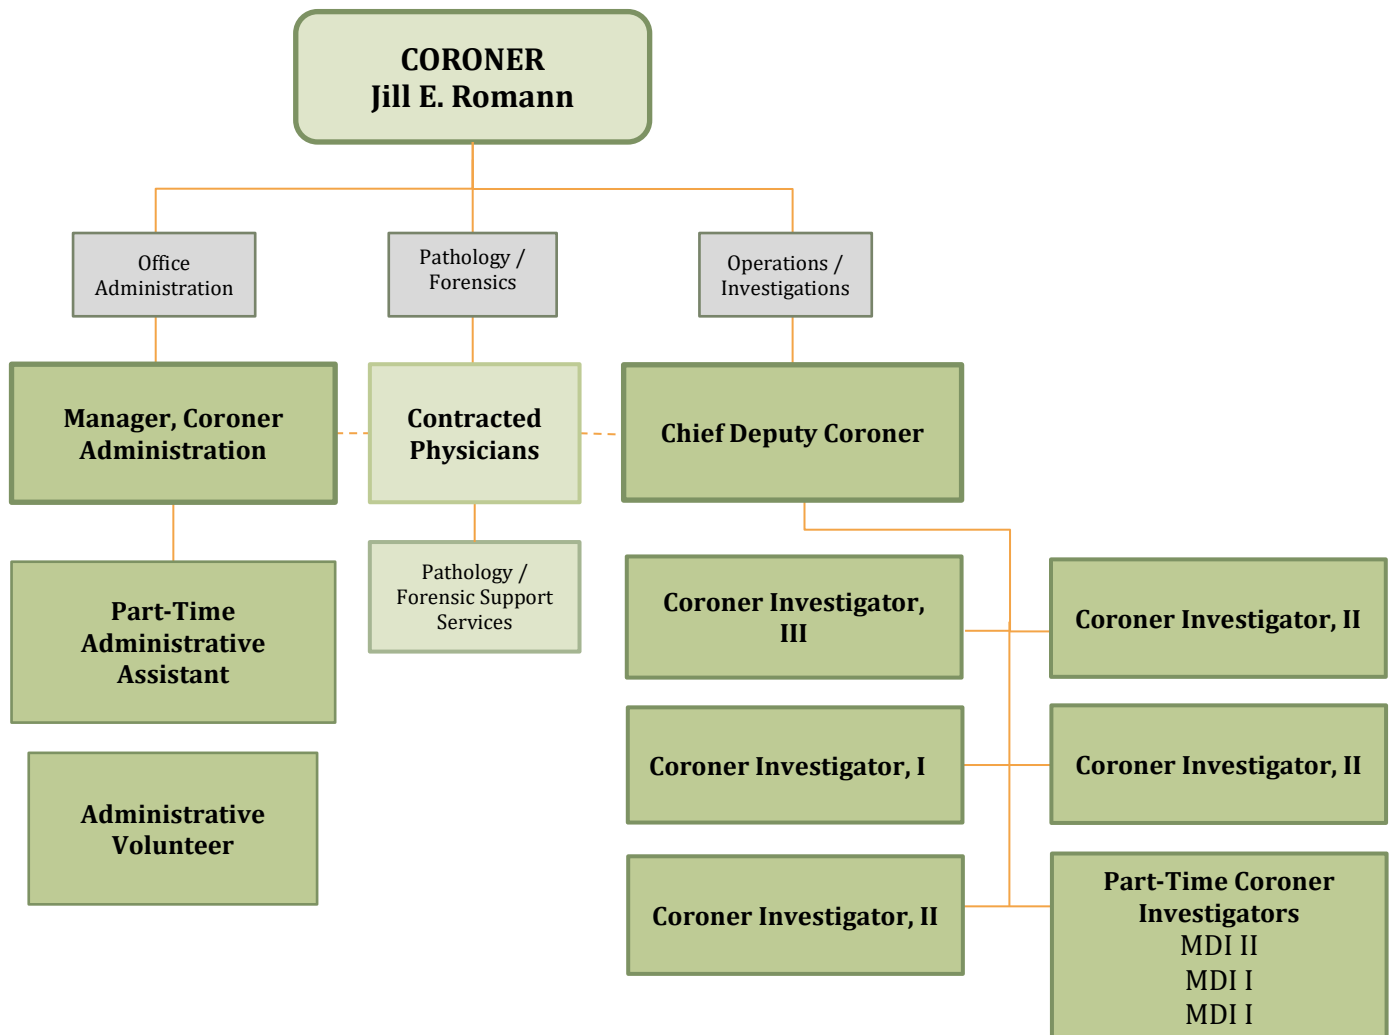 CORONER
Jill E. Romann
Office
Administration
Pathology /
Forensics
Operations /
Investigations
Manager, Coroner
Administration
Contracted
Physicians
Chief Deputy Coroner
Part-Time
Administrative
Assistant
Pathology /
Forensic Support
Services
Coroner Investigator,
III
Coroner Investigator, II
Coroner Investigator, I
Coroner Investigator, II
Administrative
Volunteer
Coroner Investigator, II
Part-Time Coroner
Investigators
MDI II
MDI I
MDI I